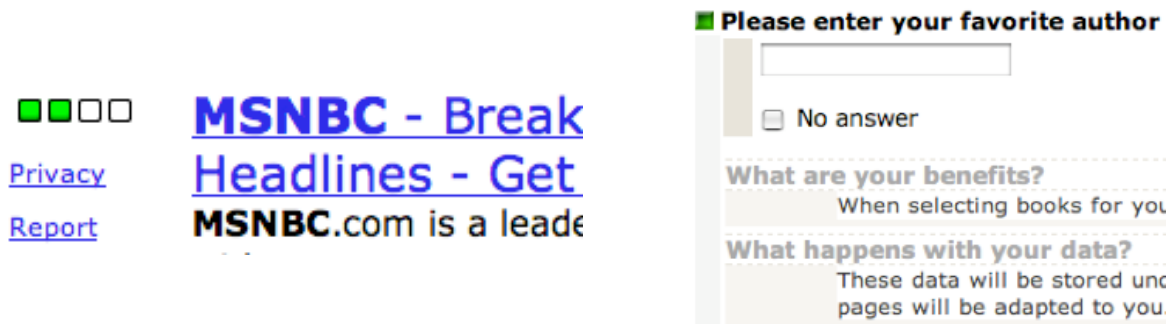 Privacy
Report
MSNBC - Break
Headlines - Get
MSNBC.com is a leade
Please enter your favorite author
No answer
What are your benefits?
When selecting books for you
What happens with your data?
These data will be stored und
pages will be adapted to you.